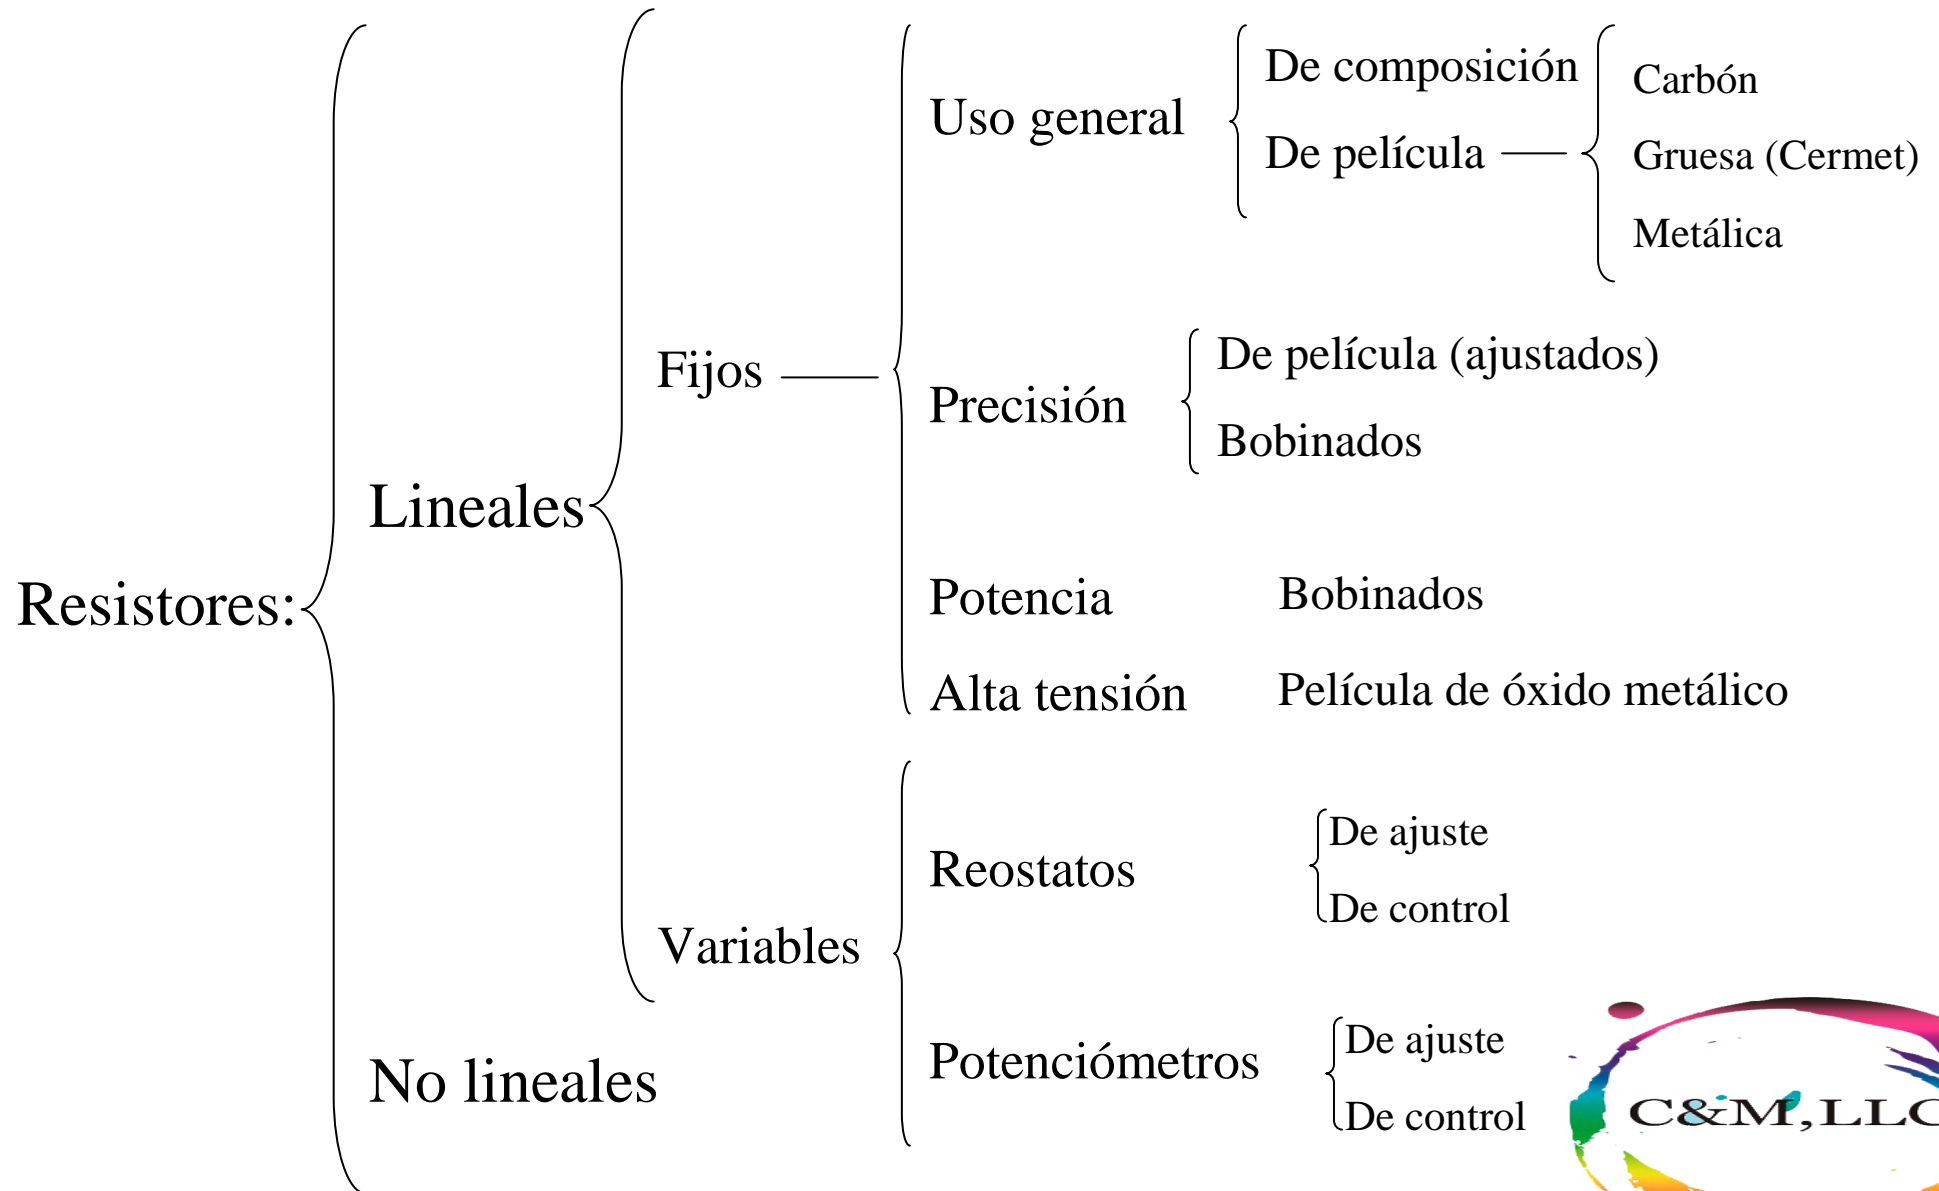 Resistores:
Lineales
Fijos
Uso general
De composición
De película
Carbón
Gruesa (Cermet)
Metálica
Precisión
De película (ajustados)
Bobinados
Potencia
Bobinados
Alta tensión
Película de óxido metálico
Variables
Reostatos
De ajuste
De control
Potenciómetros
De ajuste
De control
No lineales
C&M,LLC